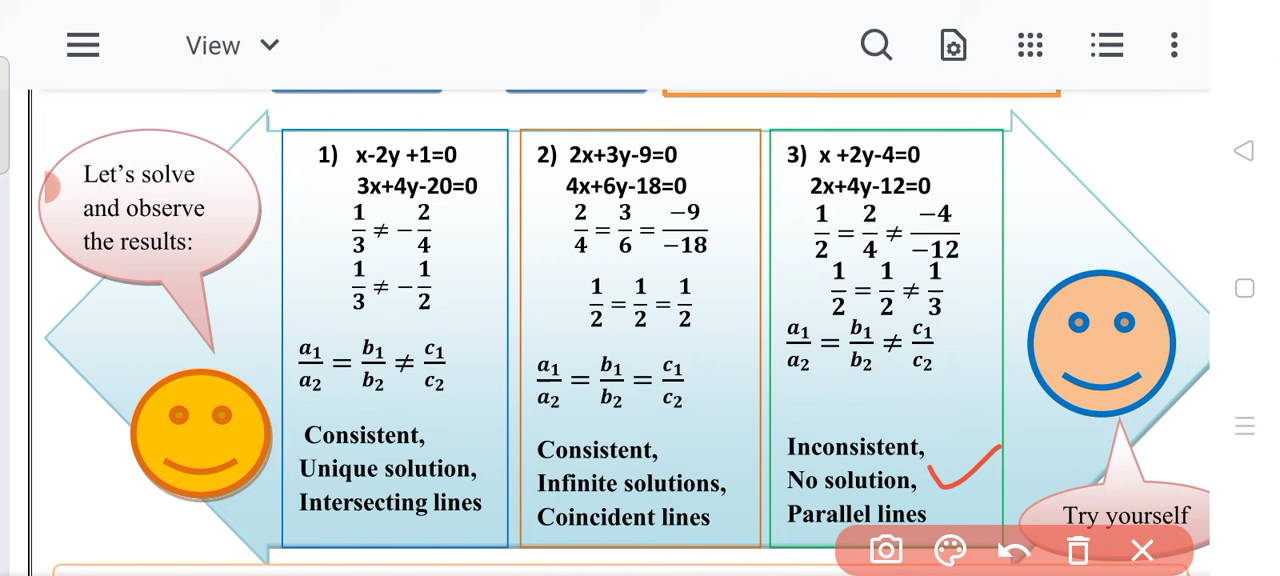 View
Let's solve
and observe
the results:
1) x-2y +1=0
3x+4y-20=0
1/3 ≠ -2/4
1/3 ≠ -1/2
a₁/a₂ = b₁/b₂ ≠ c₁/c₂
Consistent,
Unique solution,
Intersecting lines
2) 2x+3y-9=0
4x+6y-18=0
2/4 = 3/6 = -9/-18
1/2 = 1/2 = 1/2
a₁/a₂ = b₁/b₂ = c₁/c₂
Consistent,
Infinite solutions,
Coincident lines
3) x +2y-4=0
2x+4y-12=0
1/2 = 2/4 ≠ -4/-12
1/2 = 1/2 ≠ 1/3
a₁/a₂ = b₁/b₂ ≠ c₁/c₂
Inconsistent,
No solution,
Parallel lines
Try yourself